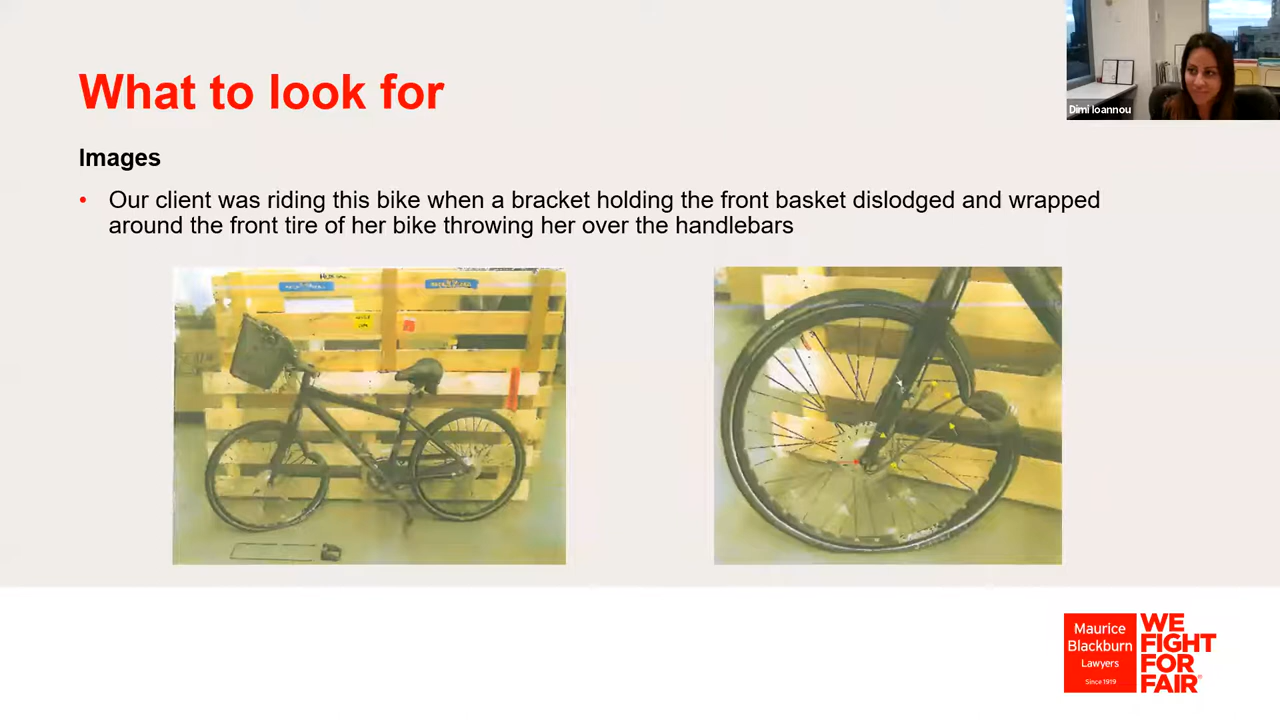 What to look for
Dimi Ioannou
Images
• Our client was riding this bike when a bracket holding the front basket dislodged and wrapped
around the front tire of her bike throwing her over the handlebars
Maurice
Blackburn
Lawyers
Since 1919
WE
FIGHT
FOR
FAIR